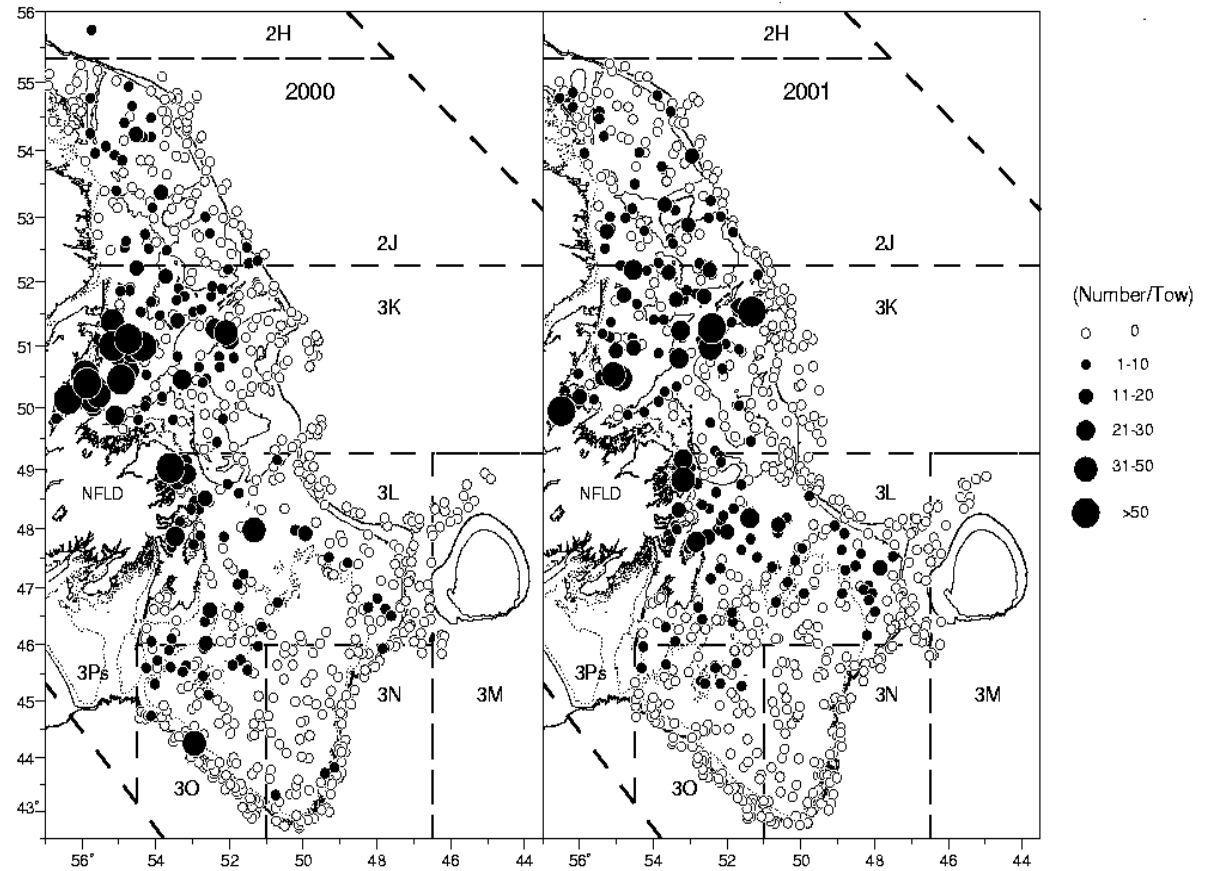 56
55
54
53
52
51
50
49
48
47
46
45
44
43°
2H
2000
2J
3K
3L
NFLD
3Ps
3N
3M
3O
56° 54 52 50 48 46 44
2H
2001
2J
3K
3L
NFLD
3Ps
3N
3M
3O
56° 54 52 50 48 46 44
(Number/Tow)
0
1-10
11-20
21-30
31-50
>50